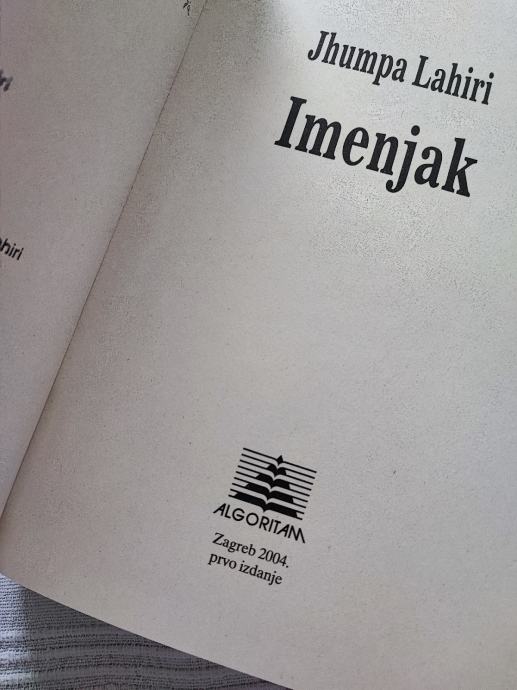 Jhumpa Lahiri
Imenjak
ALGORITAM
Zagreb 2004.
prvo izdanje